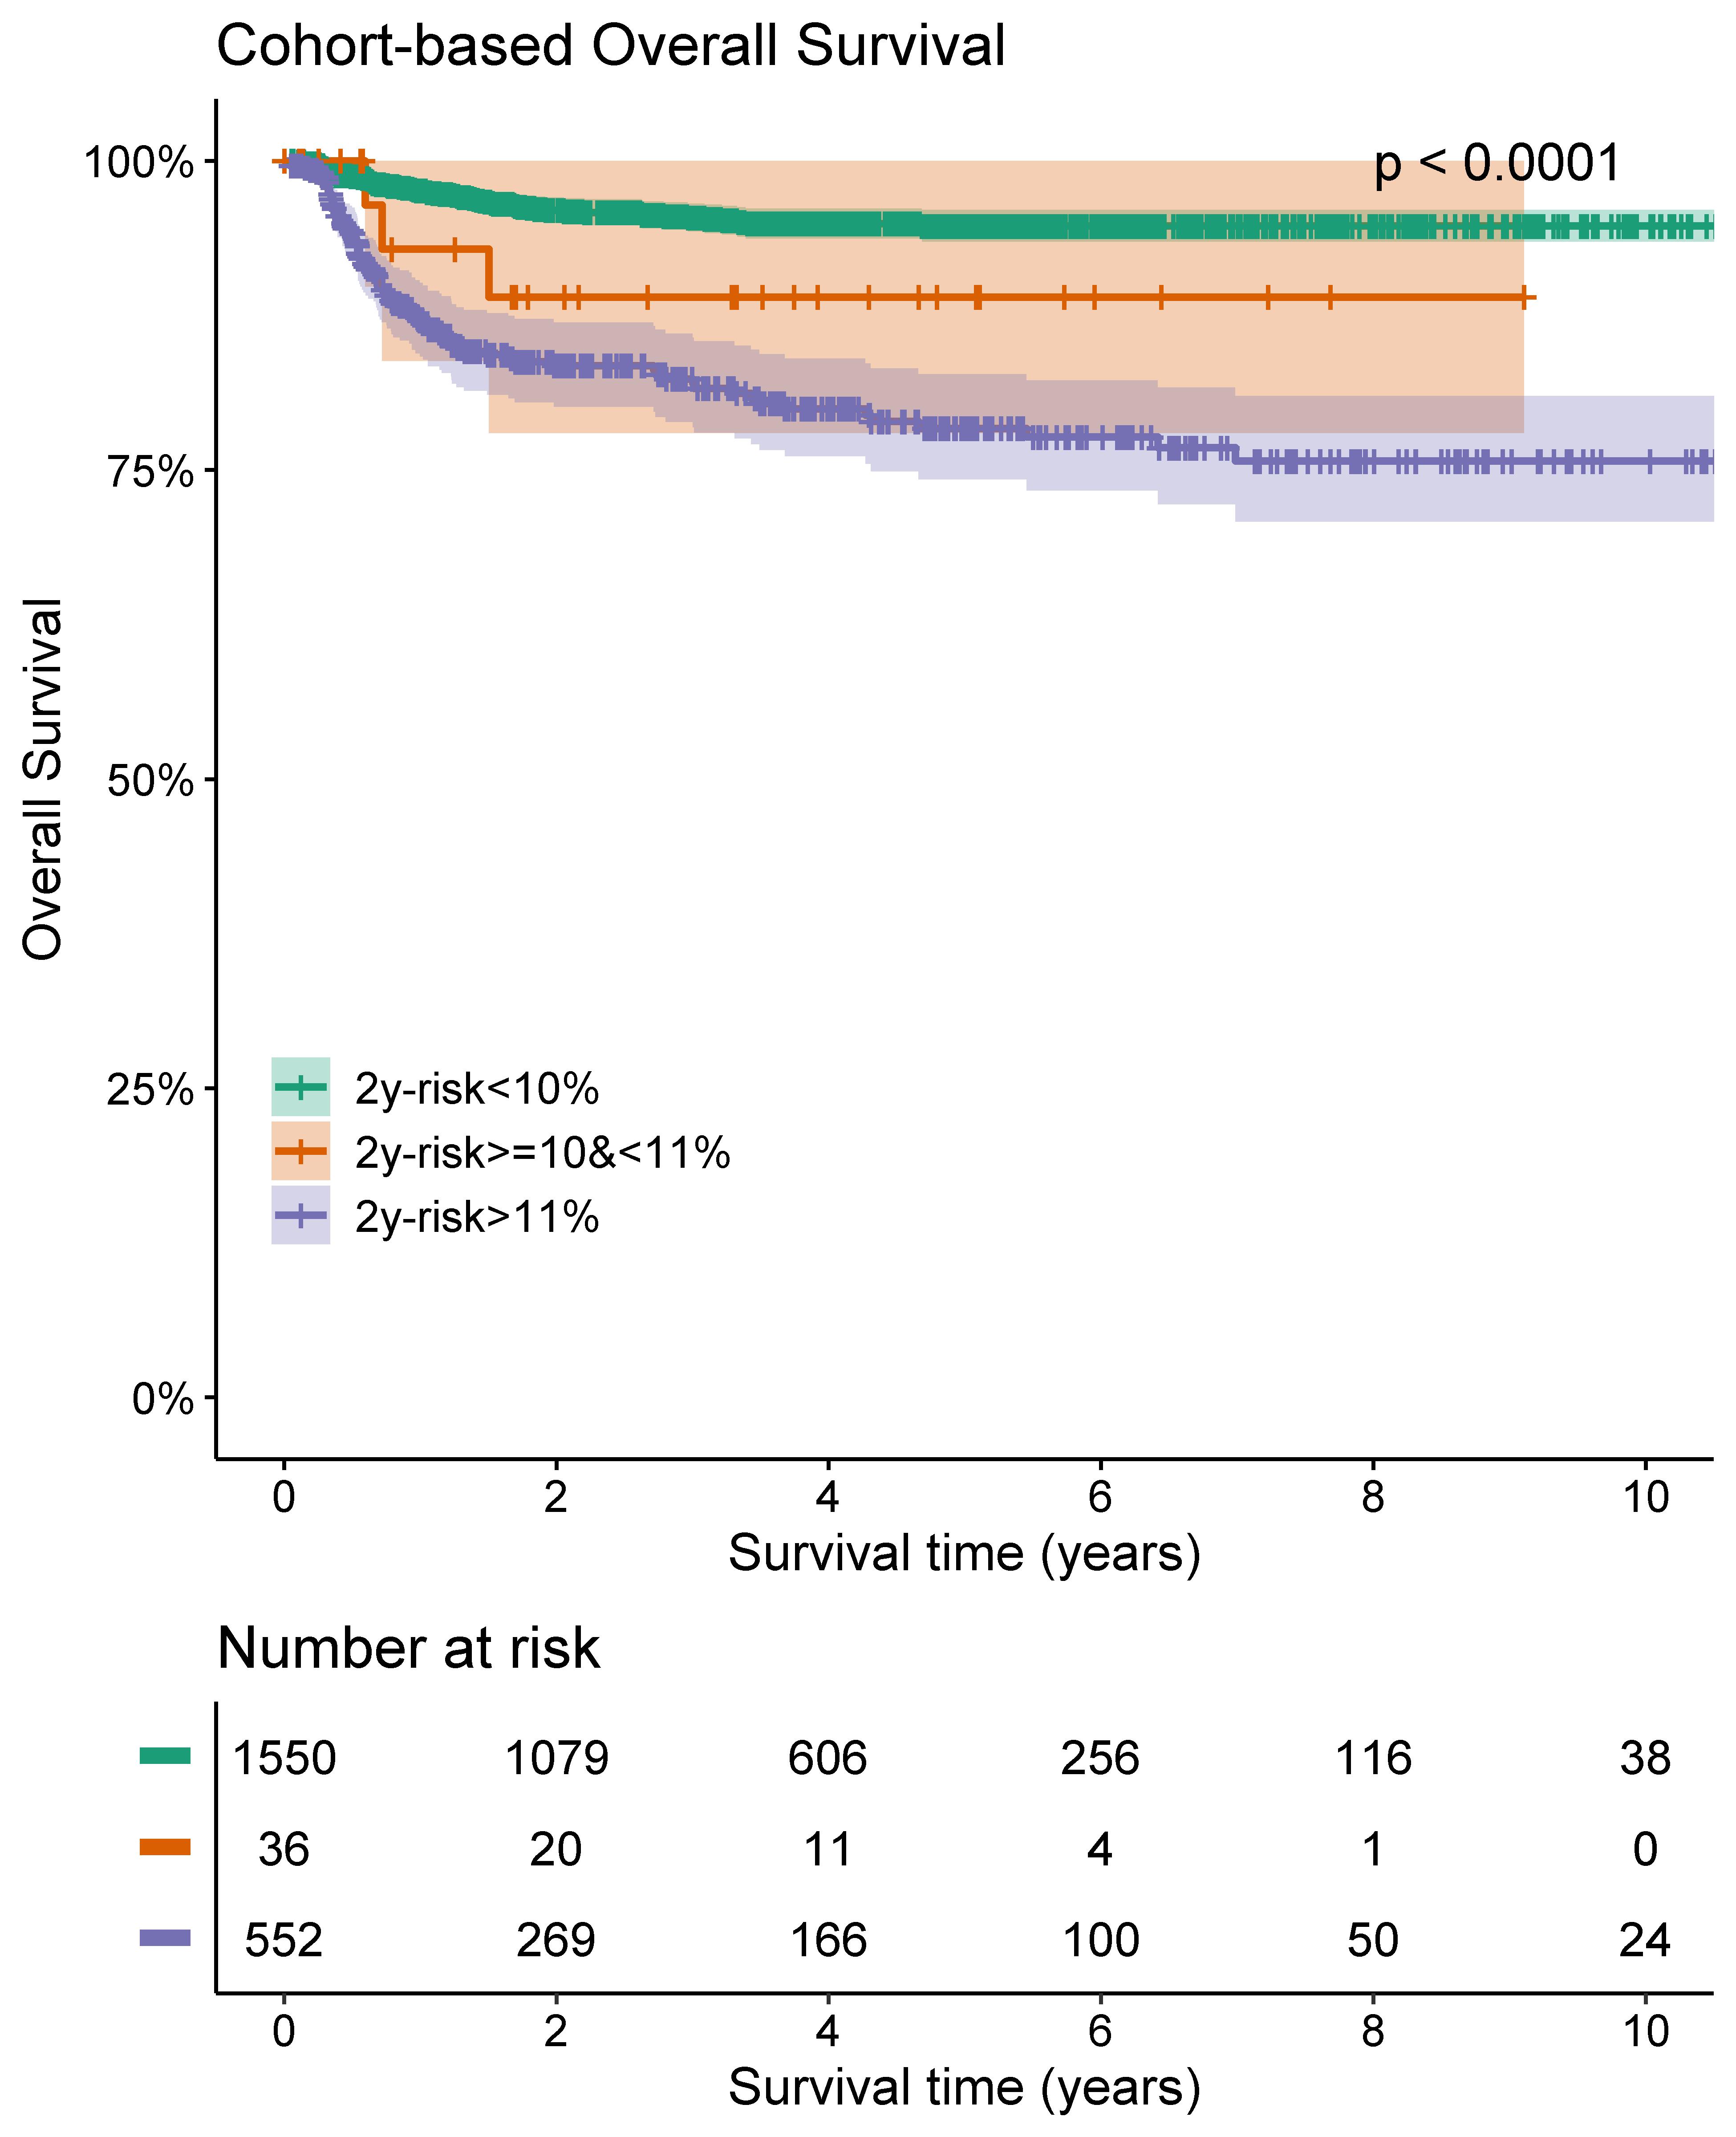 Cohort-based Overall Survival
p < 0.0001
100%
75%
50%
25%
0%
Overall Survival
2y-risk<10%
2y-risk>=10&<11%
2y-risk>11%
0 2 4 6 8 10
Survival time (years)
Number at risk
1550 1079 606 256 116 38
36 20 11 4 1 0
552 269 166 100 50 24
0 2 4 6 8 10
Survival time (years)